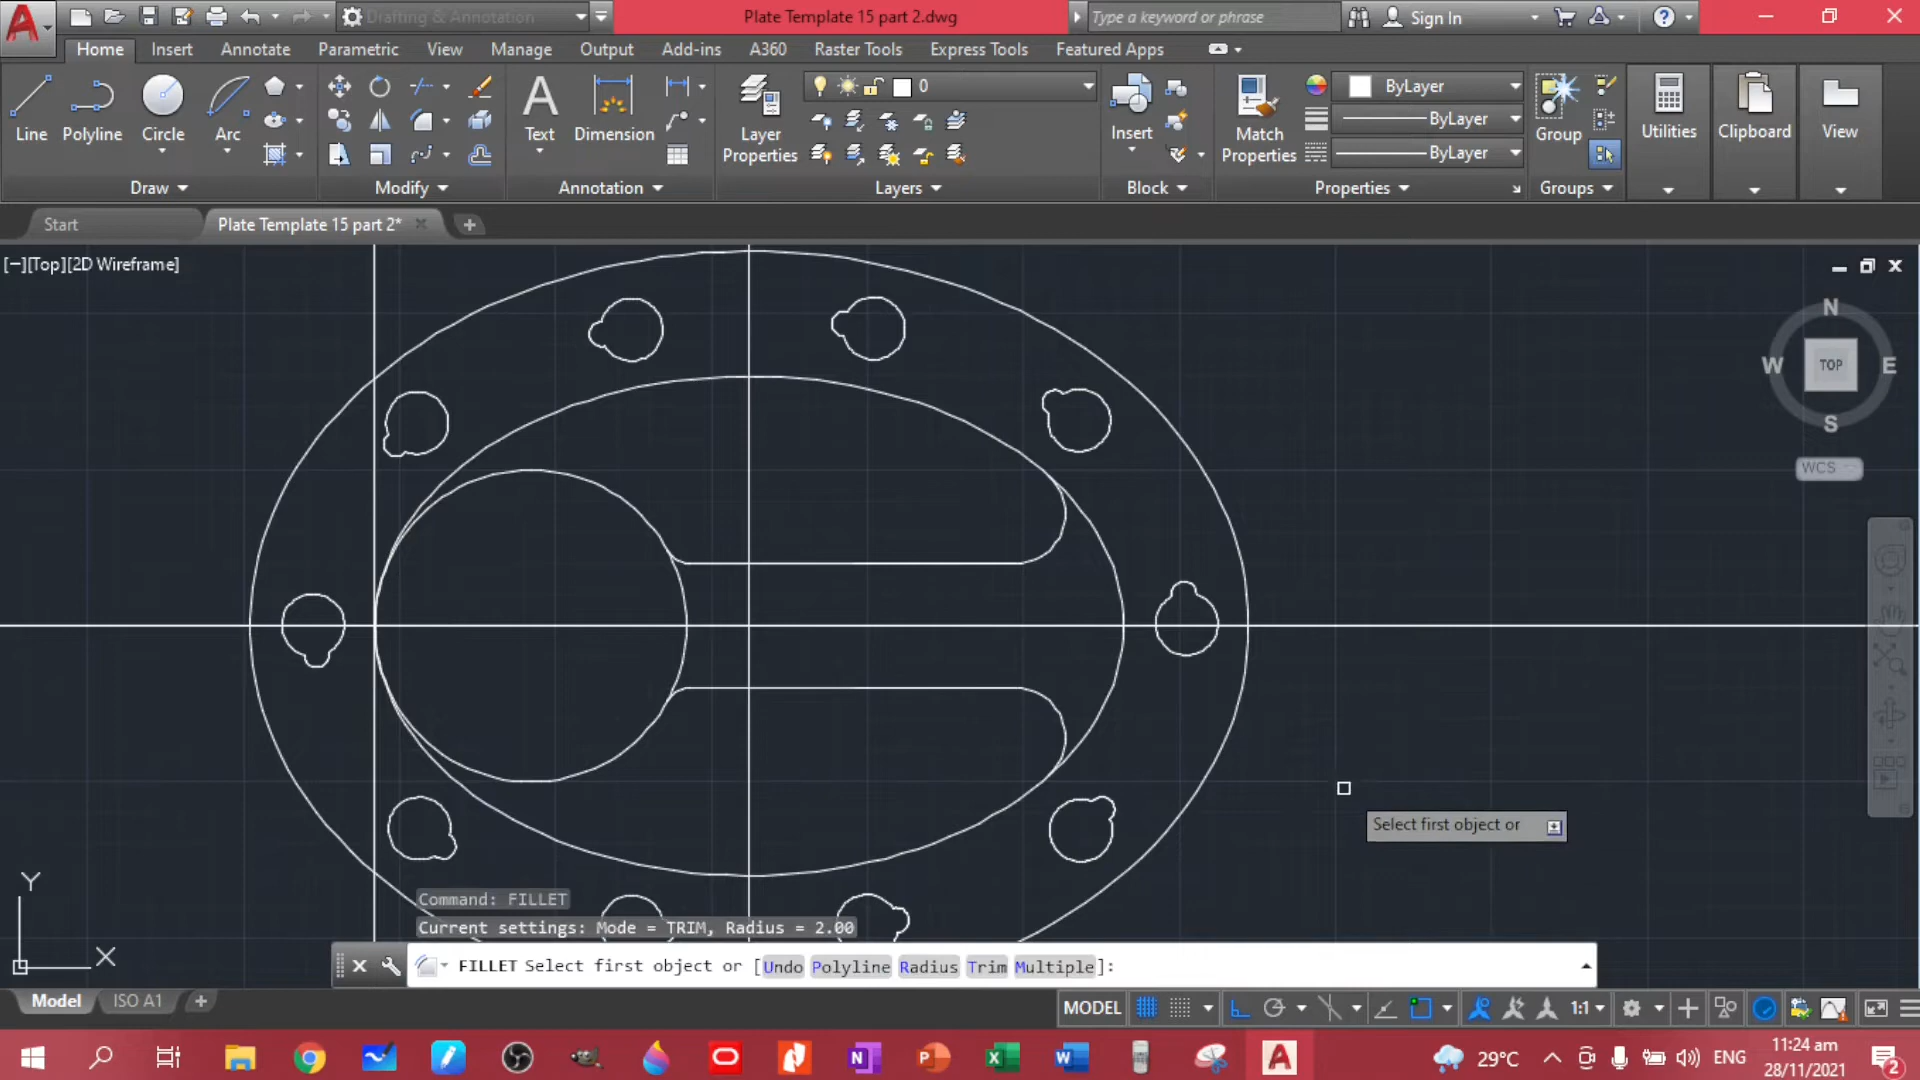 Drafting & Annotation
Plate Template 15 part 2.dwg
Type a keyword or phrase
Sign In
Home Insert Annotate Parametric View Manage Output Add-ins A360 Raster Tools Express Tools Featured Apps
0
ByLayer
Line Polyline Circle Arc
Text Dimension
Layer Properties
Insert
Match Properties
ByLayer
ByLayer
Group
Utilities Clipboard View
Draw Modify Annotation Layers Block Properties Groups
Start
Plate Template 15 part 2*
[−][Top][2D Wireframe]
N
W TOP E
S
WCS
Select first object or
Y
X
Command: FILLET
Current settings: Mode = TRIM, Radius = 2.00
FILLET Select first object or [Undo Polyline Radius Trim Multiple]:
Model ISO A1
MODEL
1:1
29°C
ENG
11:24 am
28/11/2021
2